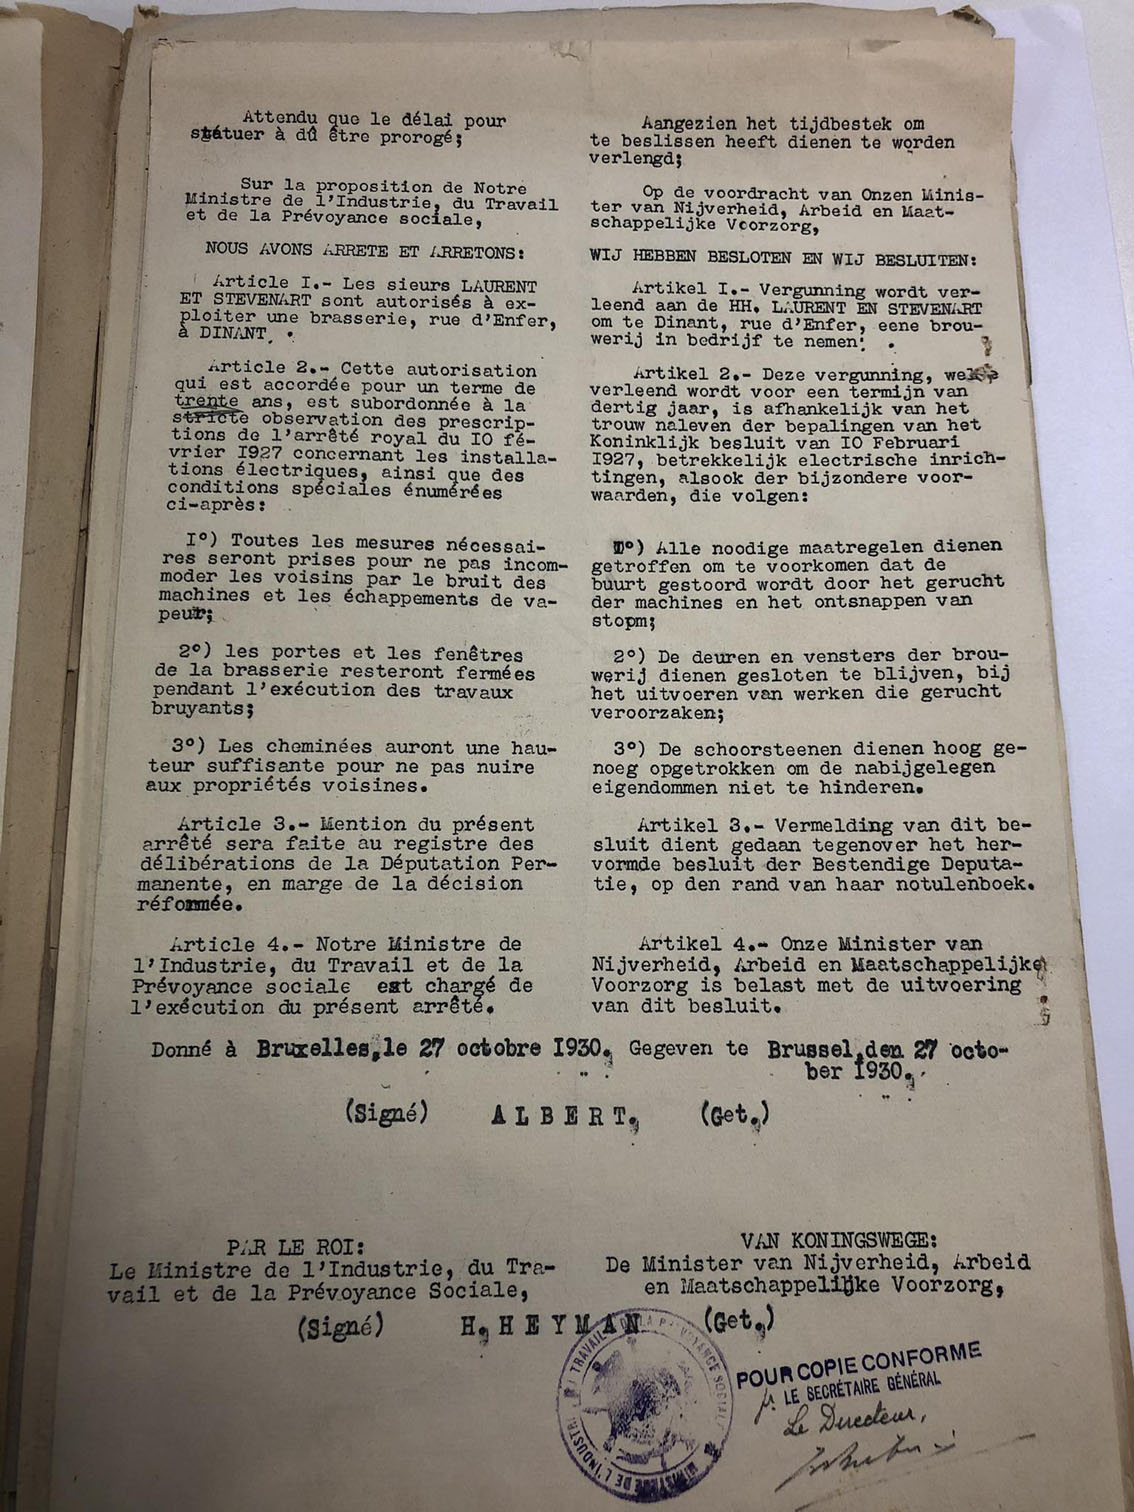 Attendu que le délai pour
statuer à dû être prorogé;
Sur la proposition de Notre
Ministre de l'Industrie, du Travail
et de la Prévoyance sociale,
NOUS AVONS ARRETE ET ARRETONS:
Article I.- Les sieurs LAURENT
ET STEVENART sont autorisés à ex-
ploiter une brasserie, rue d'Enfer,
à DINANT.
Article 2.- Cette autorisation
qui est accordée pour un terme de
trente ans, est subordonnée à la
stricte observation des prescrip-
tions de l'arrêté royal du IO fé-
vrier I927 concernant les installa-
tions électriques, ainsi que des
conditions spéciales énumérées
ci-après:
I°) Toutes les mesures nécessai-
res seront prises pour ne pas incom-
moder les voisins par le bruit des
machines et les échappements de va-
peur;
2°) les portes et les fenêtres
de la brasserie resteront fermées
pendant l'exécution des travaux
bruyants;
3°) Les cheminées auront une hau-
teur suffisante pour ne pas nuire
aux propriétés voisines.
Article 3.- Mention du présent
arrêté sera faite au registre des
délibérations de la Députation Per-
manente, en marge de la décision
réformée.
Article 4.- Notre Ministre de
l'Industrie, du Travail et de la
Prévoyance sociale est chargé de
l'exécution du présent arrêté.
Aangezien het tijdbestek om
te beslissen heeft dienen te worden
verlengd;
Op de voordracht van Onzen Minis-
ter van Nijverheid, Arbeid en Maat-
schappelijke Voorzorg,
WIJ HEBBEN BESLOTEN EN WIJ BESLUITEN:
Artikel I.- Vergunning wordt ver-
leend aan de HH. LAURENT EN STEVENART
om te Dinant, rue d'Enfer, eene brou-
werij in bedrijf te nemen.
Artikel 2.- Deze vergunning, welke
verleend wordt voor een termijn van
dertig jaar, is afhankelijk van het
trouw naleven der bepalingen van het
Koninklijk besluit van IO Februari
I927, betrekkelijk electrische inrich-
tingen, alsook der bijzondere voor-
waarden, die volgen:
I°) Alle noodige maatregelen dienen
getroffen om te voorkomen dat de
buurt gestoord wordt door het gerucht
der machines en het ontsnappen van
stopm;
2°) De deuren en vensters der brou-
werij dienen gesloten te blijven, bij
het uitvoeren van werken die gerucht
veroorzaken;
3°) De schoorsteenen dienen hoog ge-
noeg opgetrokken om de nabijgelegen
eigendommen niet te hinderen.
Artikel 3.- Vermelding van dit be-
sluit dient gedaan tegenover het her-
vormde besluit der Bestendige Deputa-
tie, op den rand van haar notulenboek.
Artikel 4.- Onze Minister van
Nijverheid, Arbeid en Maatschappelijke
Voorzorg is belast met de uitvoering
van dit besluit.
Donné à Bruxelles, le 27 octobre I930. Gegeven te Brussel, den 27 octo-
ber I930.
(Signé) ALBERT. (Get.)
PAR LE ROI:
Le Ministre de l'Industrie, du Tra-
vail et de la Prévoyance Sociale,
VAN KONINGSWEGE:
De Minister van Nijverheid, Arbeid
en Maatschappelijke Voorzorg,
(Signé) H. HEYMAN (Get.)
MINISTERE DE L'INDUSTRIE DU TRAVAIL & DE LA PREVOYANCE SOCIALE
POUR COPIE CONFORME
LE SECRÉTAIRE GÉNÉRAL
Le Directeur,